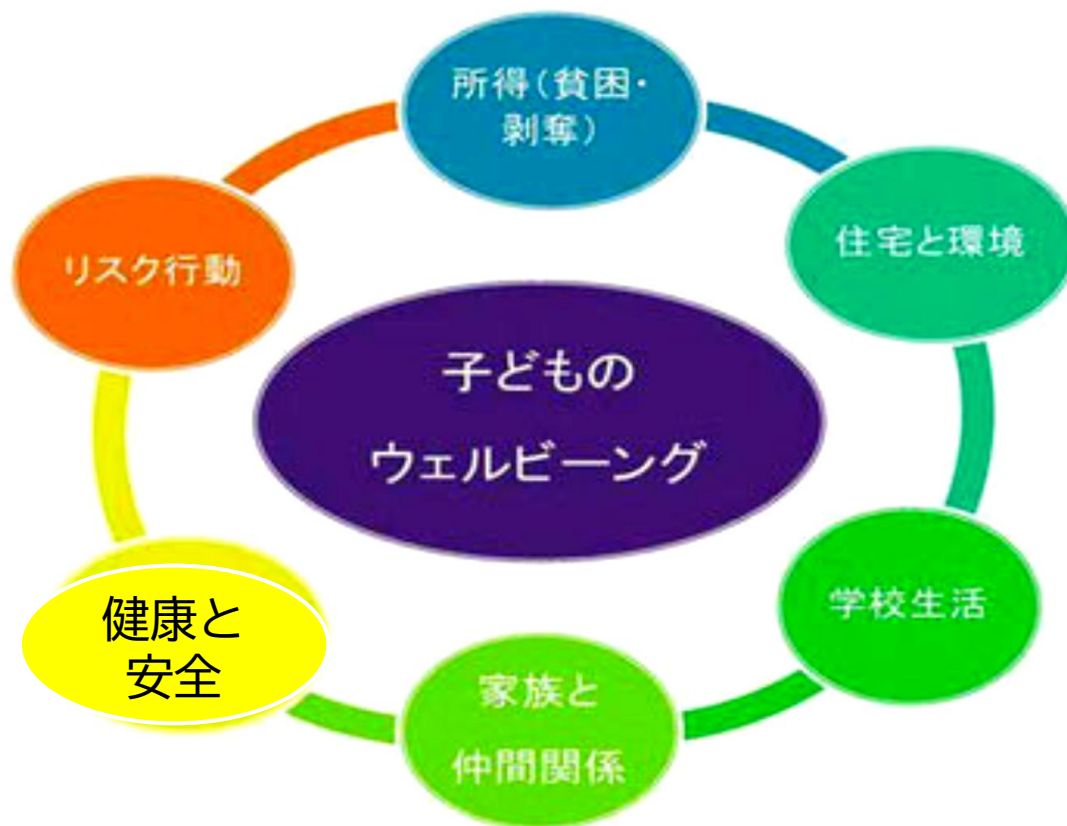 所得(貧困・
剥奪)
住宅と環境
学校生活
家族と
仲間関係
健康と
安全
リスク行動
子どもの
ウェルビーング